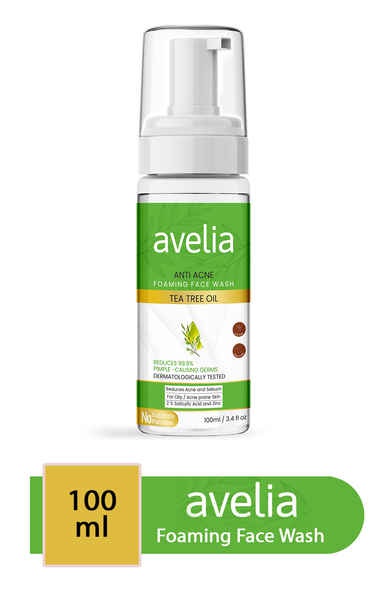 avelia
ANTI ACNE
FOAMING FACE WASH
TEA TREE OIL
REDUCES 99.9%
PIMPLE - CAUSING GERMS
DERMATOLOGICALLY TESTED
Reduces Acne and Sebum
For Oily / Acne prone Skin
2% Salicylic Acid and Zinc
No
100ml / 3.4 fl oz
100
ml
avelia
Foaming Face Wash